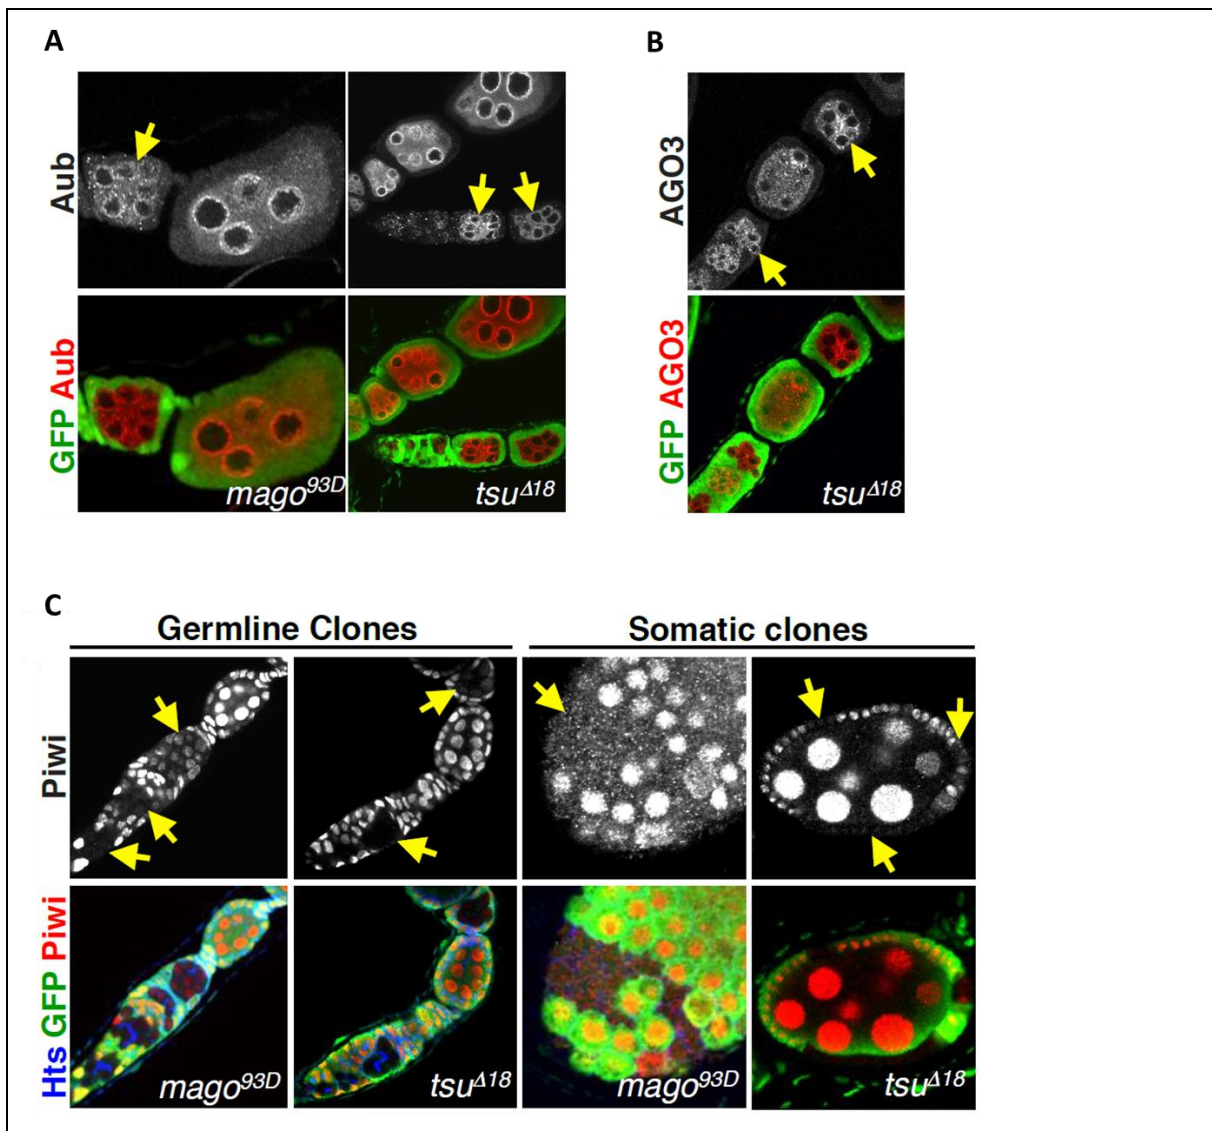 A
B
Aub
AGO3
GFP Aub
mago93D
tsuΔ18
GFP AGO3
tsuΔ18
C
Germline Clones
Somatic clones
Piwi
Hts GFP Piwi
mago93D
tsuΔ18
mago93D
tsuΔ18